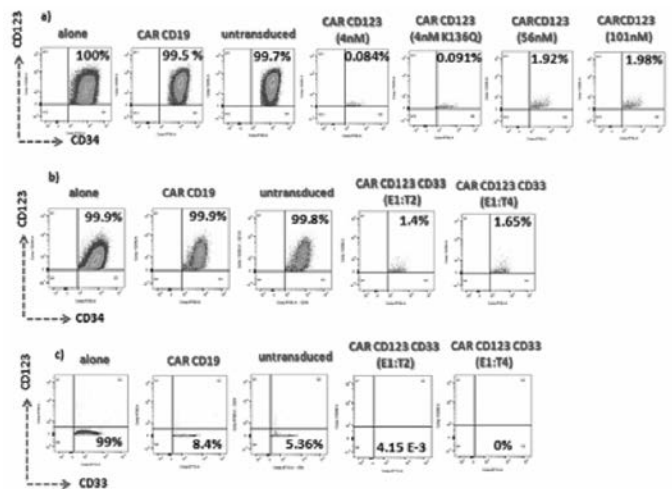 a)
alone
CAR CD19
untransduced
CAR CD123
(4nM)
CAR CD123
(4nM K136Q)
CARCD123
(56nM)
CARCD123
(101nM)
CD123
100%
99.5 %
99.7%
0.084%
0.091%
1.92%
1.98%
CD34
b)
alone
CAR CD19
untransduced
CAR CD123 CD33
(E1:T2)
CAR CD123 CD33
(E1:T4)
CD123
99.9%
99.9%
99.8%
1.4%
1.65%
CD34
c)
alone
CAR CD19
untransduced
CAR CD123 CD33
(E1:T2)
CAR CD123 CD33
(E1:T4)
CD123
99%
8.4%
5.36%
4.15 E-3
0%
CD33